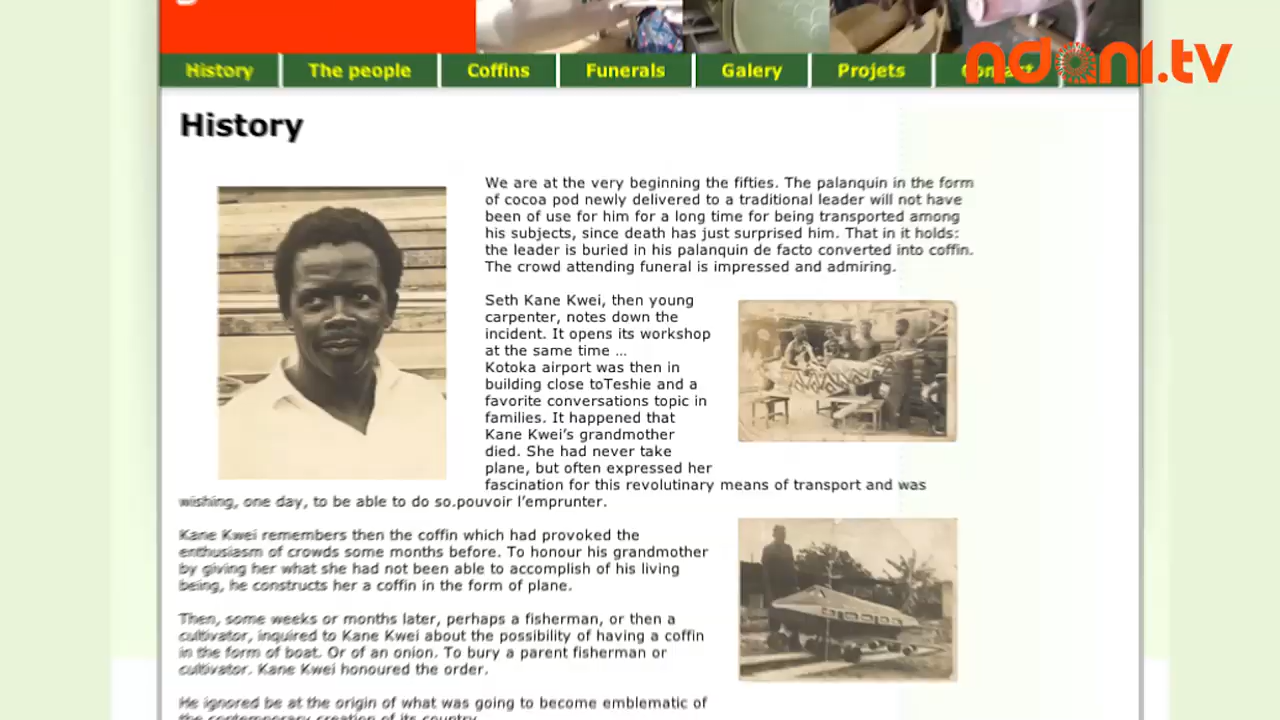 ndani.tv
History
The people
Coffins
Funerals
Galery
Projets
History
We are at the very beginning the fifties. The palanquin in the form
of cocoa pod newly delivered to a traditional leader will not have
been of use for him for a long time for being transported among
his subjects, since death has just surprised him. That in it holds:
the leader is buried in his palanquin de facto converted into coffin.
The crowd attending funeral is impressed and admiring.
Seth Kane Kwei, then young
carpenter, notes down the
incident. It opens its workshop
at the same time ...
Kotoka airport was then in
building close toTeshie and a
favorite conversations topic in
families. It happened that
Kane Kwei's grandmother
died. She had never take
plane, but often expressed her
fascination for this revolutinary means of transport and was
wishing, one day, to be able to do so.pouvoir l'emprunter.
Kane Kwei remembers then the coffin which had provoked the
enthusiasm of crowds some months before. To honour his grandmother
by giving her what she had not been able to accomplish of his living
being, he constructs her a coffin in the form of plane.
Then, some weeks or months later, perhaps a fisherman, or then a
cultivator, inquired to Kane Kwei about the possibility of having a coffin
in the form of boat. Or of an onion. To bury a parent fisherman or
cultivator. Kane Kwei honoured the order.
He ignored be at the origin of what was going to become emblematic of
the contemporary creation of its country